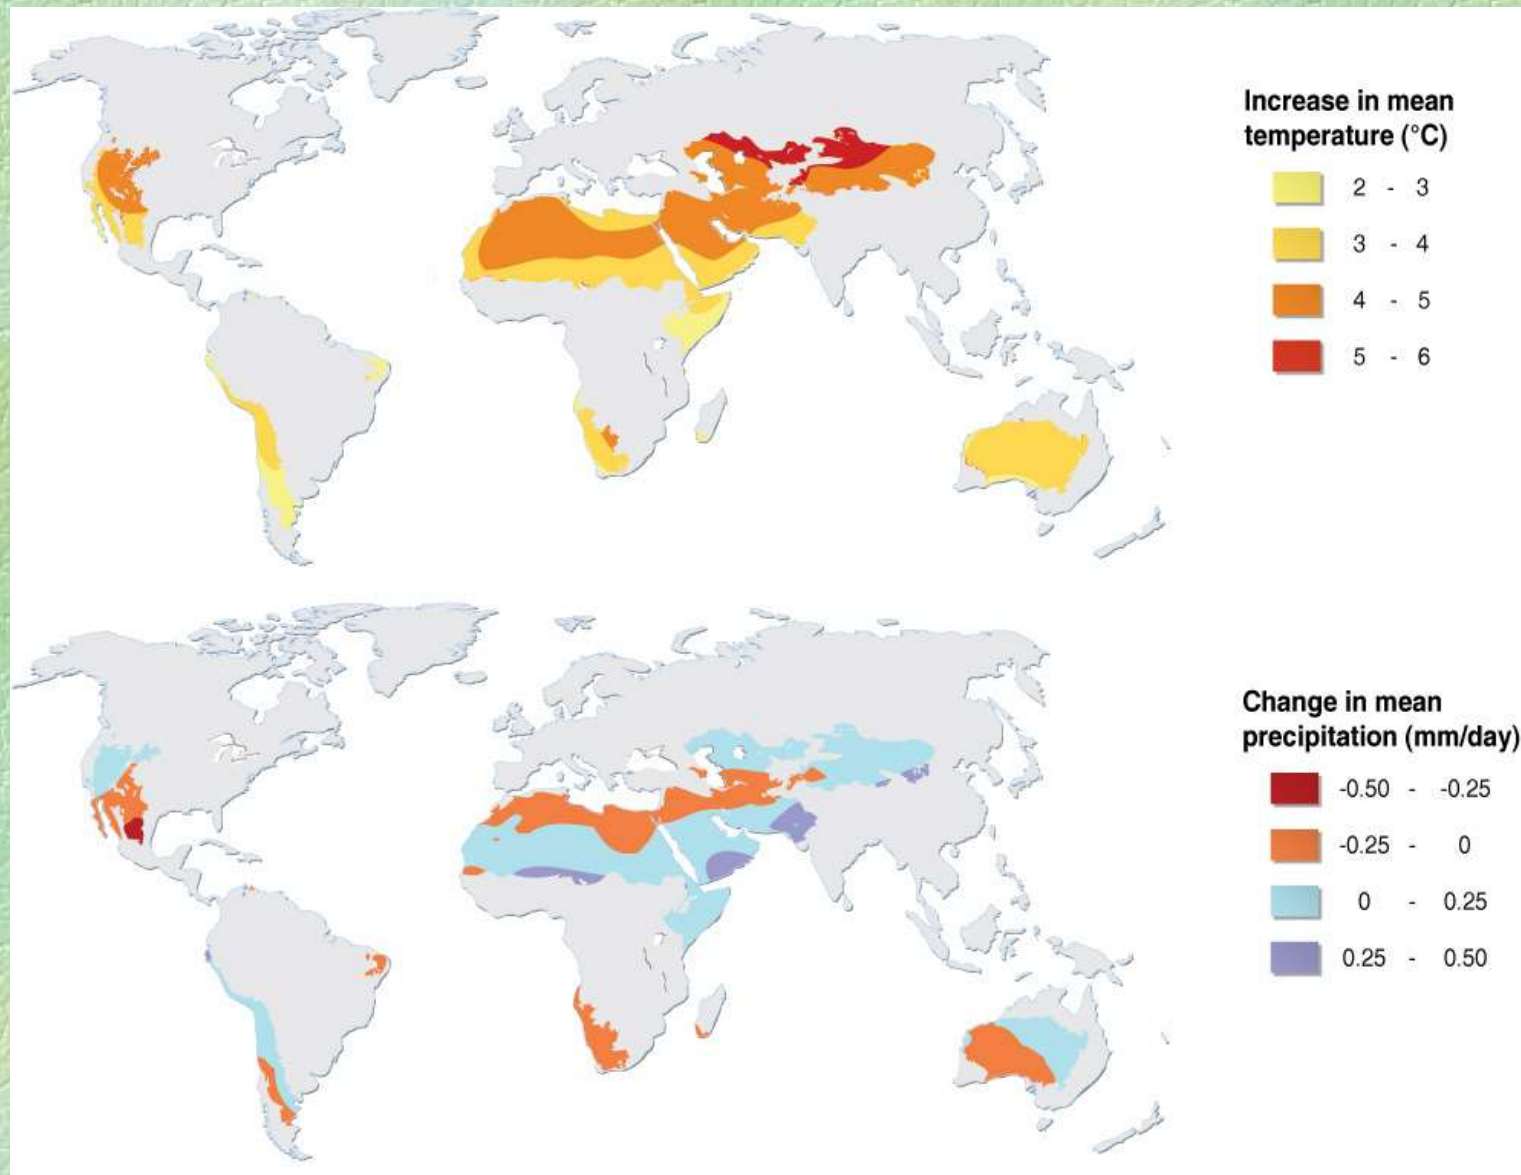 Increase in mean
temperature (°C)
2 - 3
3 - 4
4 - 5
5 - 6
Change in mean
precipitation (mm/day)
-0.50 - -0.25
-0.25 - 0
0 - 0.25
0.25 - 0.50